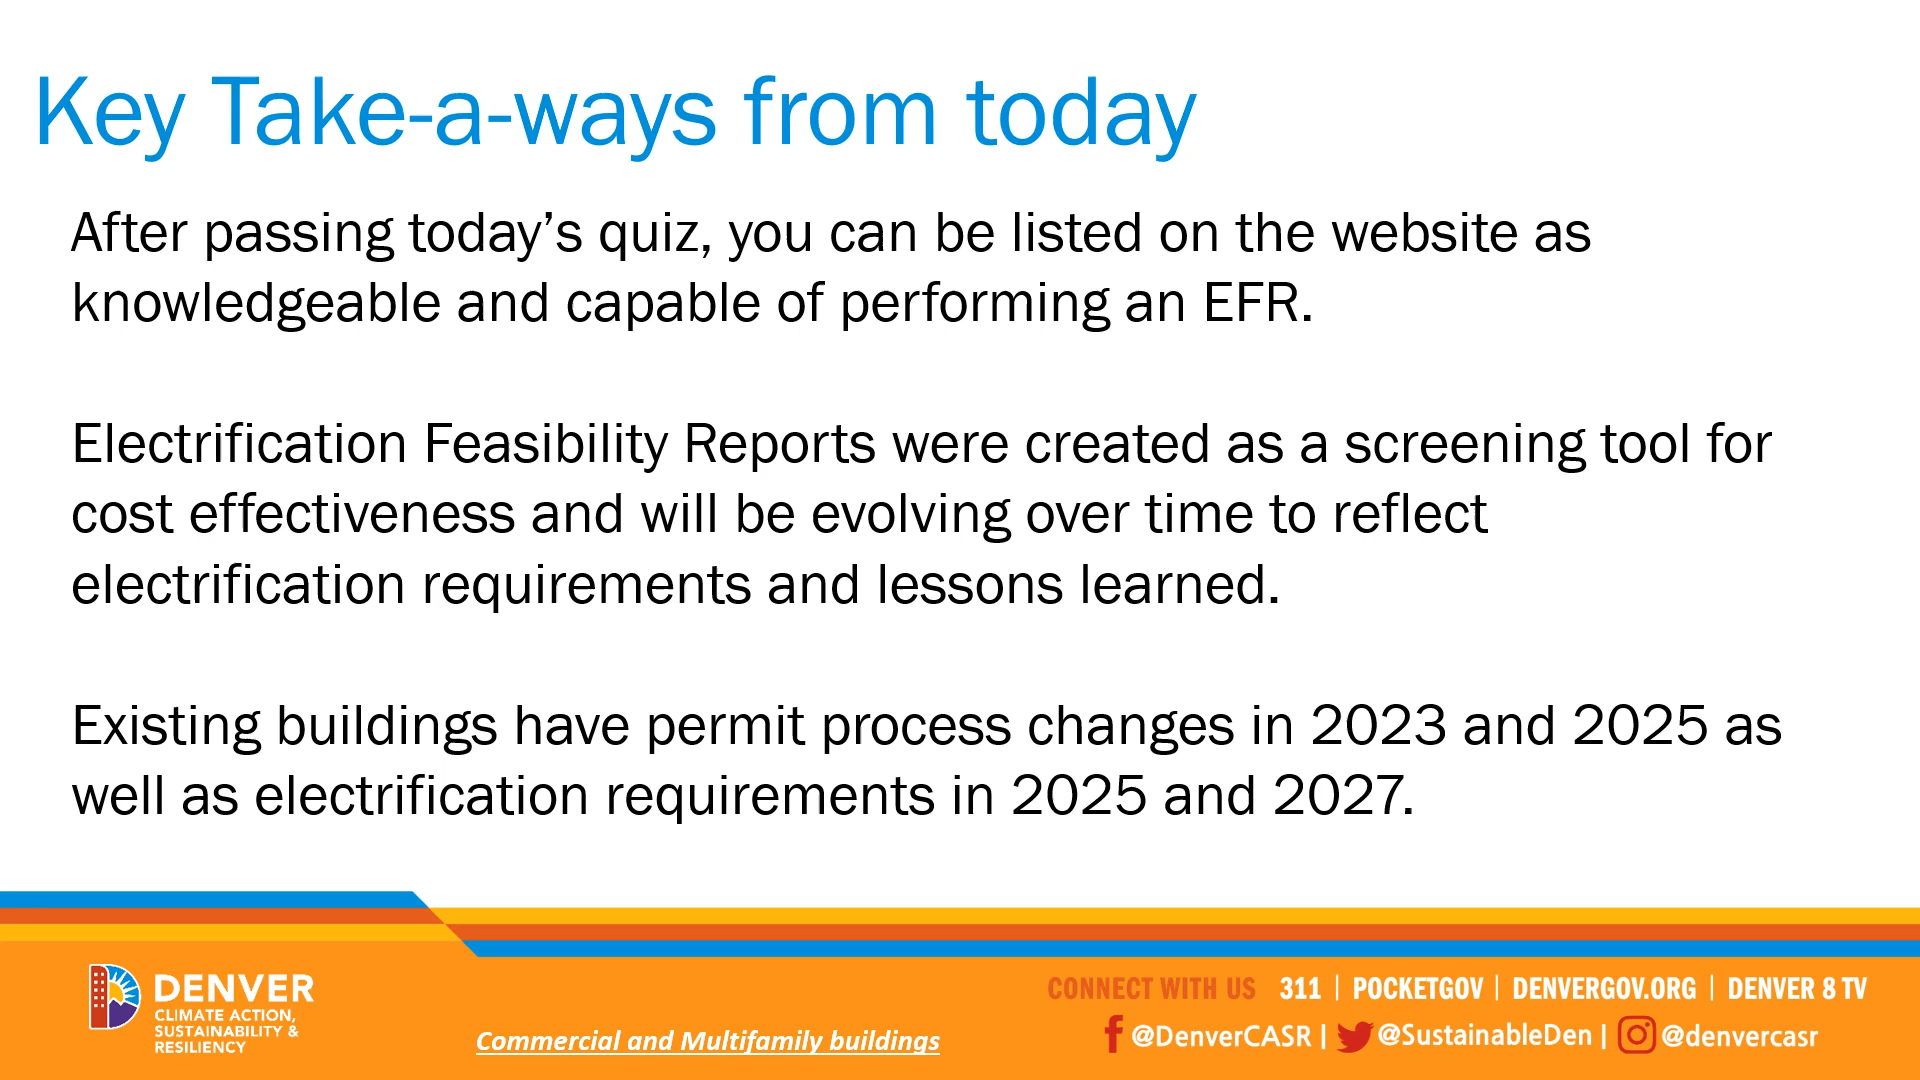 Key Take-a-ways from today
After passing today’s quiz, you can be listed on the website as
knowledgeable and capable of performing an EFR.
Electrification Feasibility Reports were created as a screening tool for
cost effectiveness and will be evolving over time to reflect
electrification requirements and lessons learned.
Existing buildings have permit process changes in 2023 and 2025 as
well as electrification requirements in 2025 and 2027.
DENVER
CLIMATE ACTION,
SUSTAINABILITY &
RESILIENCY
Commercial and Multifamily buildings
CONNECT WITH US 311 | POCKETGOV | DENVERGOV.ORG | DENVER 8 TV
@DenverCASR | @SustainableDen | @denvercasr